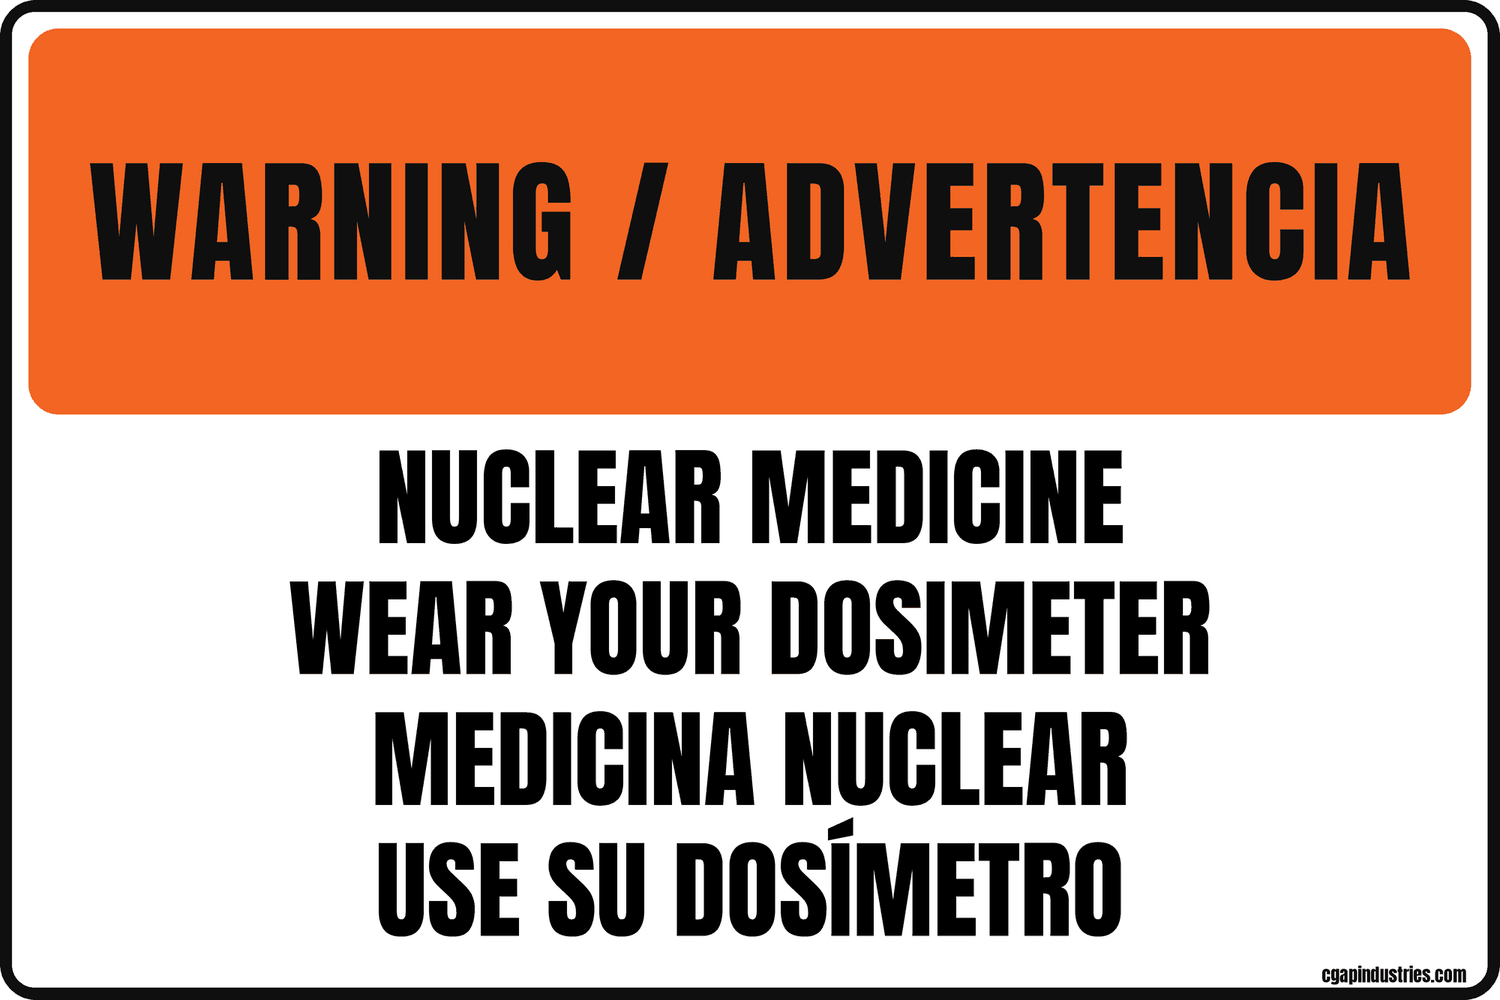 WARNING / ADVERTENCIA
NUCLEAR MEDICINE
WEAR YOUR DOSIMETER
MEDICINA NUCLEAR
USE SU DOSÍMETRO
cgapindustries.com